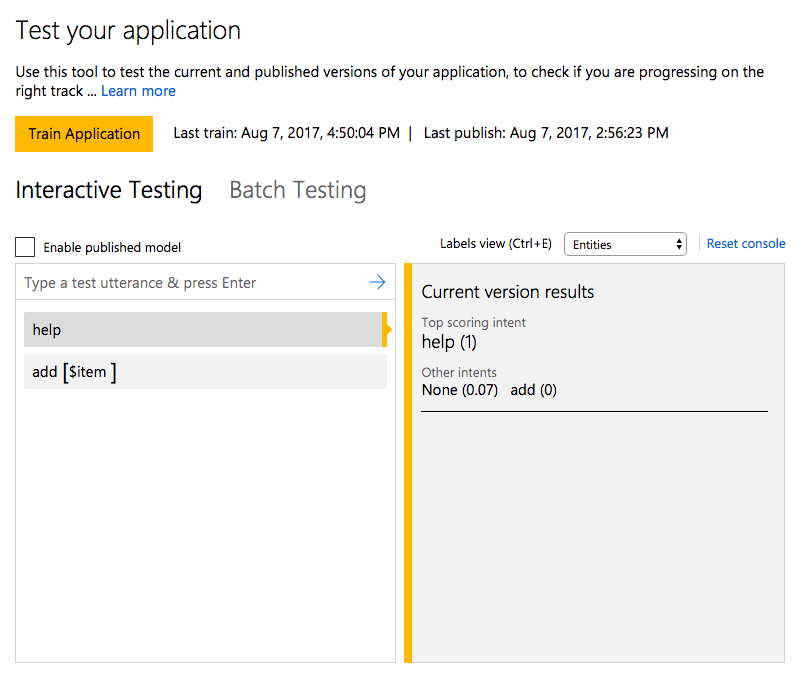 Test your application
Use this tool to test the current and published versions of your application, to check if you are progressing on the
right track ... Learn more
Train Application Last train: Aug 7, 2017, 4:50:04 PM | Last publish: Aug 7, 2017, 2:56:23 PM
Interactive Testing Batch Testing
Enable published model Labels view (Ctrl+E) Entities Reset console
Type a test utterance & press Enter
help
add [$item ]
Current version results
Top scoring intent
help (1)
Other intents
None (0.07) add (0)